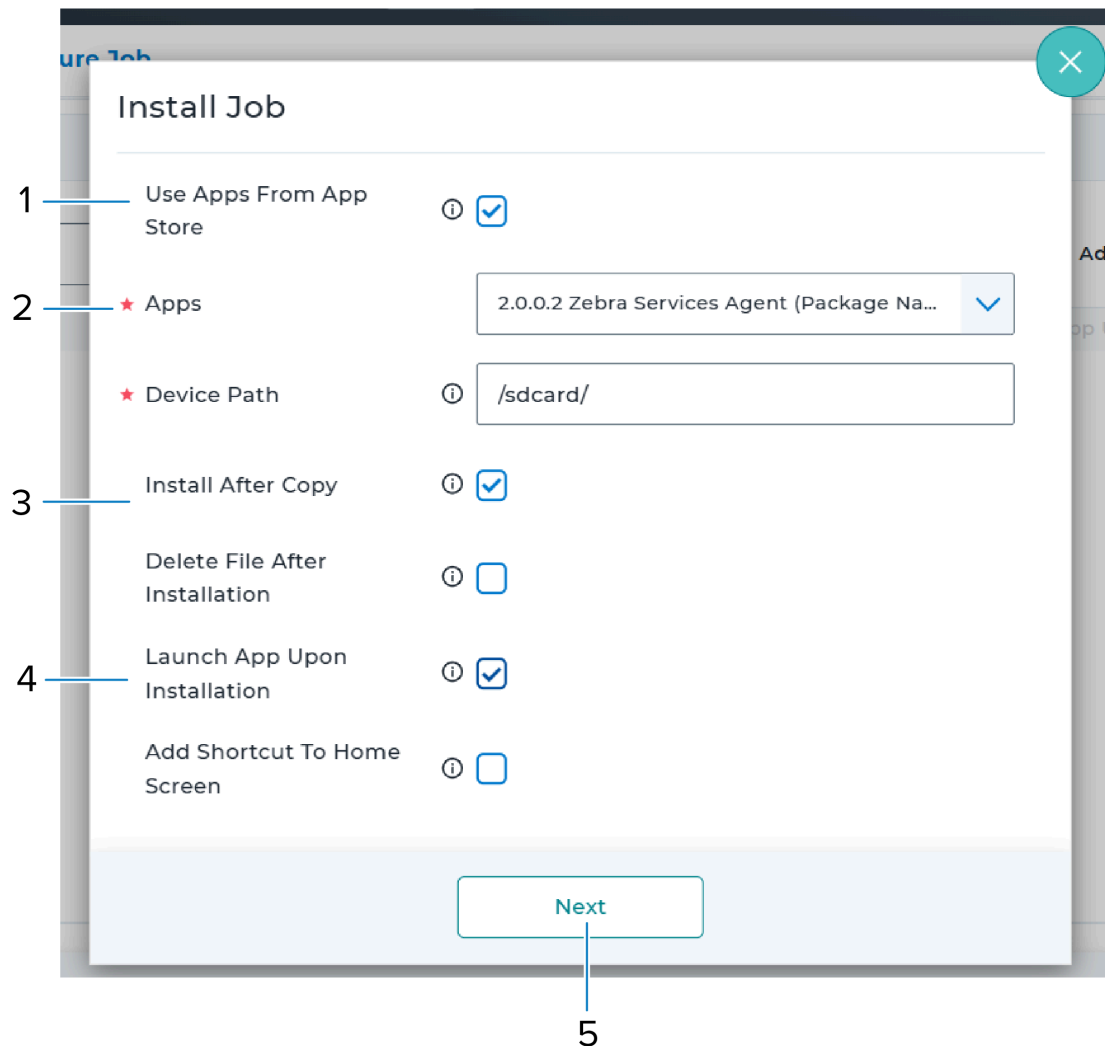 ure Job
Install Job
1
Use Apps From App
Store
Ad
2
★ Apps
2.0.0.2 Zebra Services Agent (Package Na...
★ Device Path
/sdcard/
3
Install After Copy
Delete File After
Installation
4
Launch App Upon
Installation
Add Shortcut To Home
Screen
Next
5